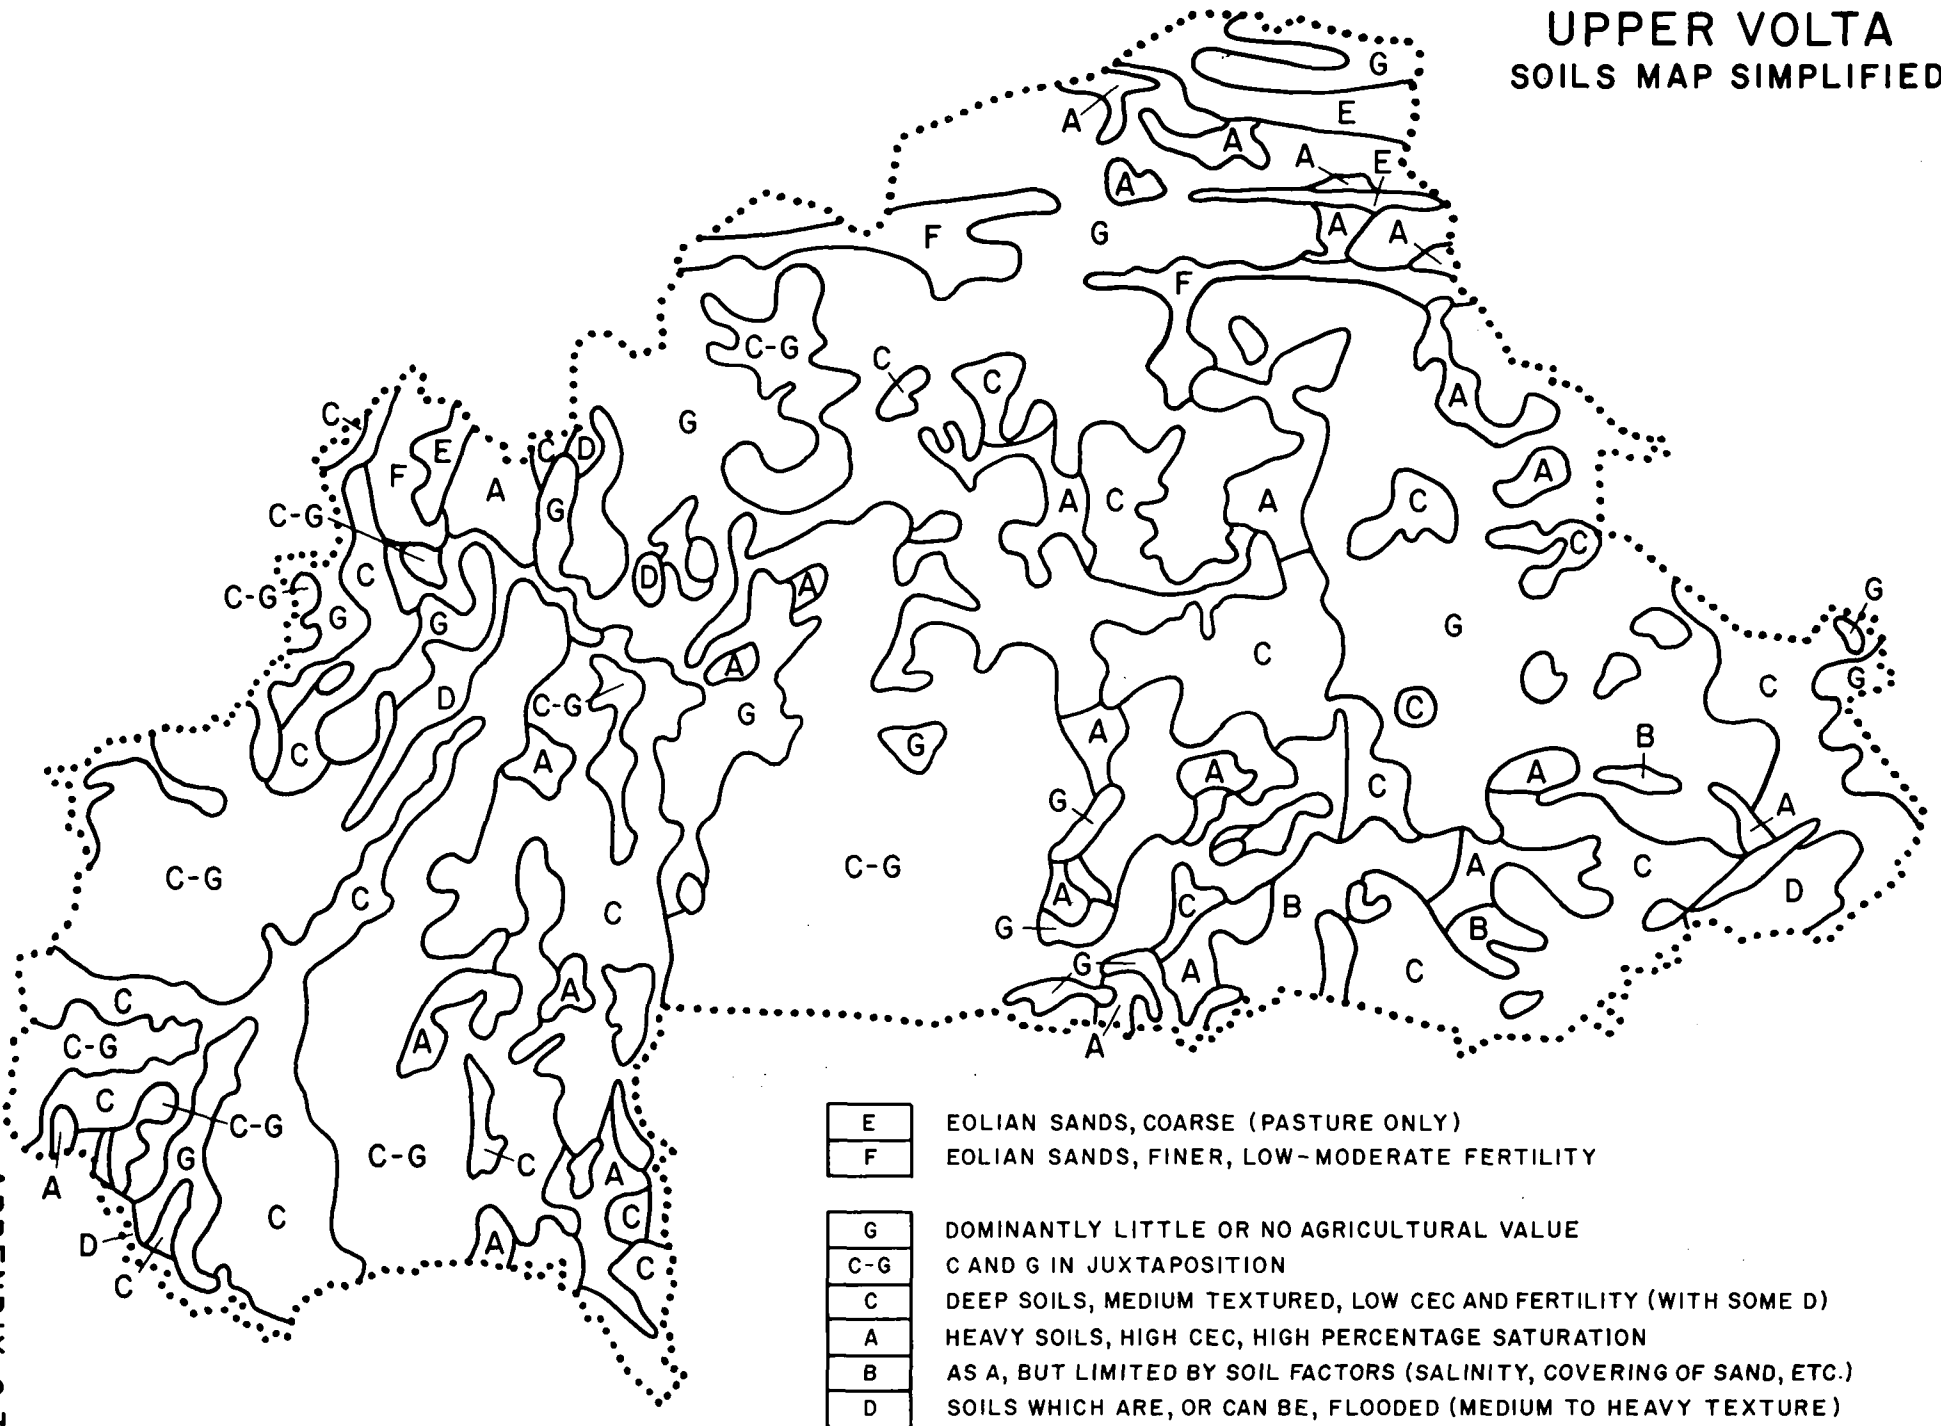 UPPER VOLTA
SOILS MAP SIMPLIFIED
G
E
A
A
A
E
A
F
G
A
A
F
C-G
C
C
A
C
G
E
C
D
F
A
A
C
A
C
A
G
C-G
C
D
A
C
C-G
G
G
G
C
G
A
D
C-G
G
C
C
G
A
C
G
A
B
C
A
A
A
C
G
A
C-G
C-G
A
C
A
C
C
C
B
D
G
B
G
A
C
C
A
C-G
A
A
C
C-G
G
C-G
C
A
A
C
C
D
A
C
C
E EOLIAN SANDS, COARSE (PASTURE ONLY)
F EOLIAN SANDS, FINER, LOW-MODERATE FERTILITY
G DOMINANTLY LITTLE OR NO AGRICULTURAL VALUE
C-G C AND G IN JUXTAPOSITION
C DEEP SOILS, MEDIUM TEXTURED, LOW CEC AND FERTILITY (WITH SOME D)
A HEAVY SOILS, HIGH CEC, HIGH PERCENTAGE SATURATION
B AS A, BUT LIMITED BY SOIL FACTORS (SALINITY, COVERING OF SAND, ETC.)
D SOILS WHICH ARE, OR CAN BE, FLOODED (MEDIUM TO HEAVY TEXTURE)